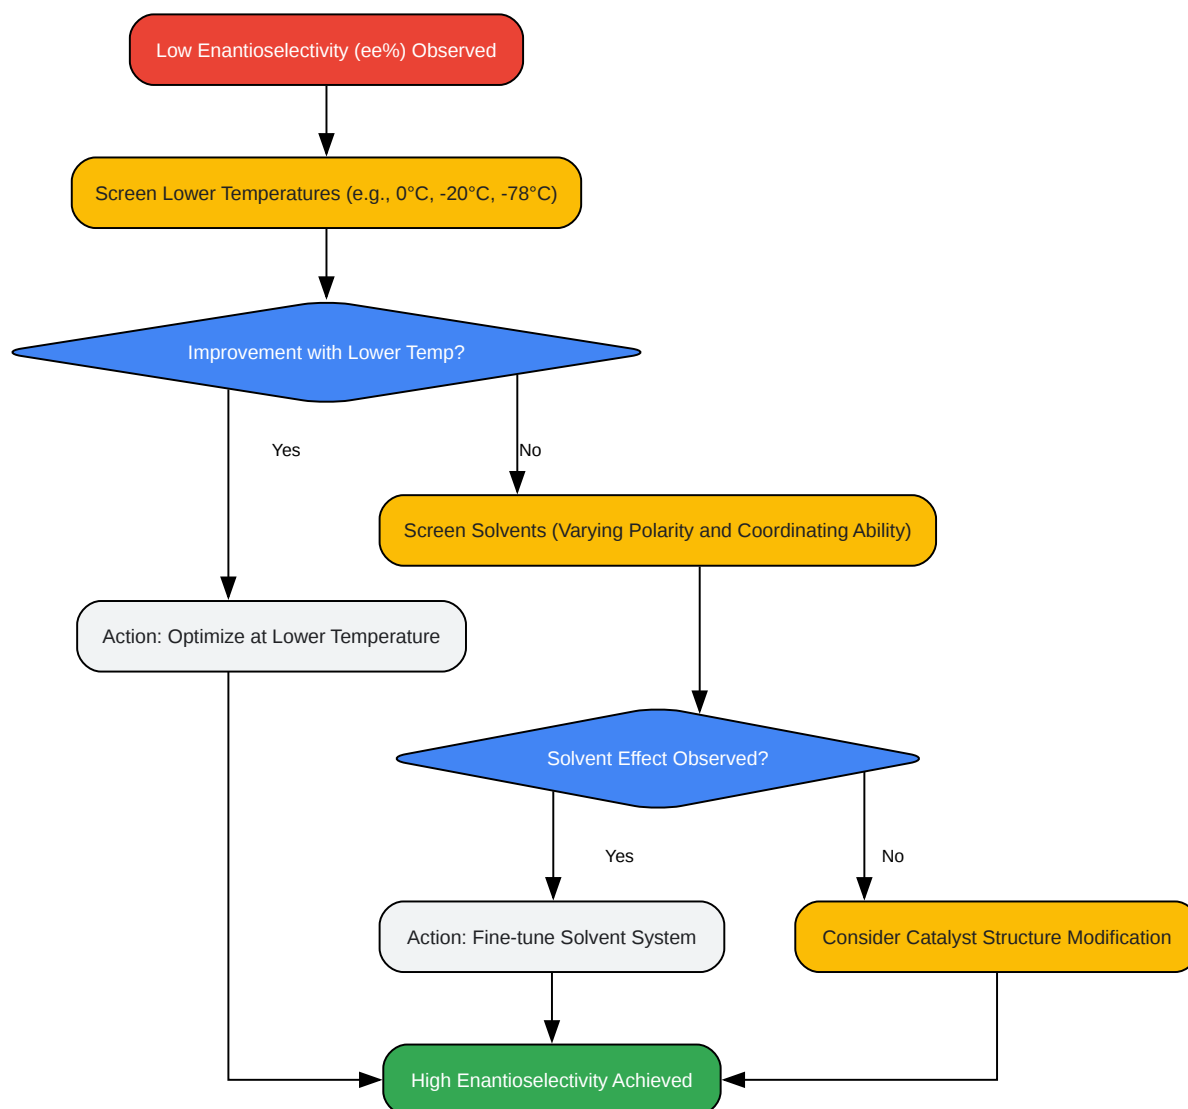 Low Enantioselectivity (ee%) Observed
Screen Lower Temperatures (e.g., 0°C, -20°C, -78°C)
Improvement with Lower Temp?
Yes
No
Screen Solvents (Varying Polarity and Coordinating Ability)
Action: Optimize at Lower Temperature
Solvent Effect Observed?
Yes
No
Action: Fine-tune Solvent System
Consider Catalyst Structure Modification
High Enantioselectivity Achieved